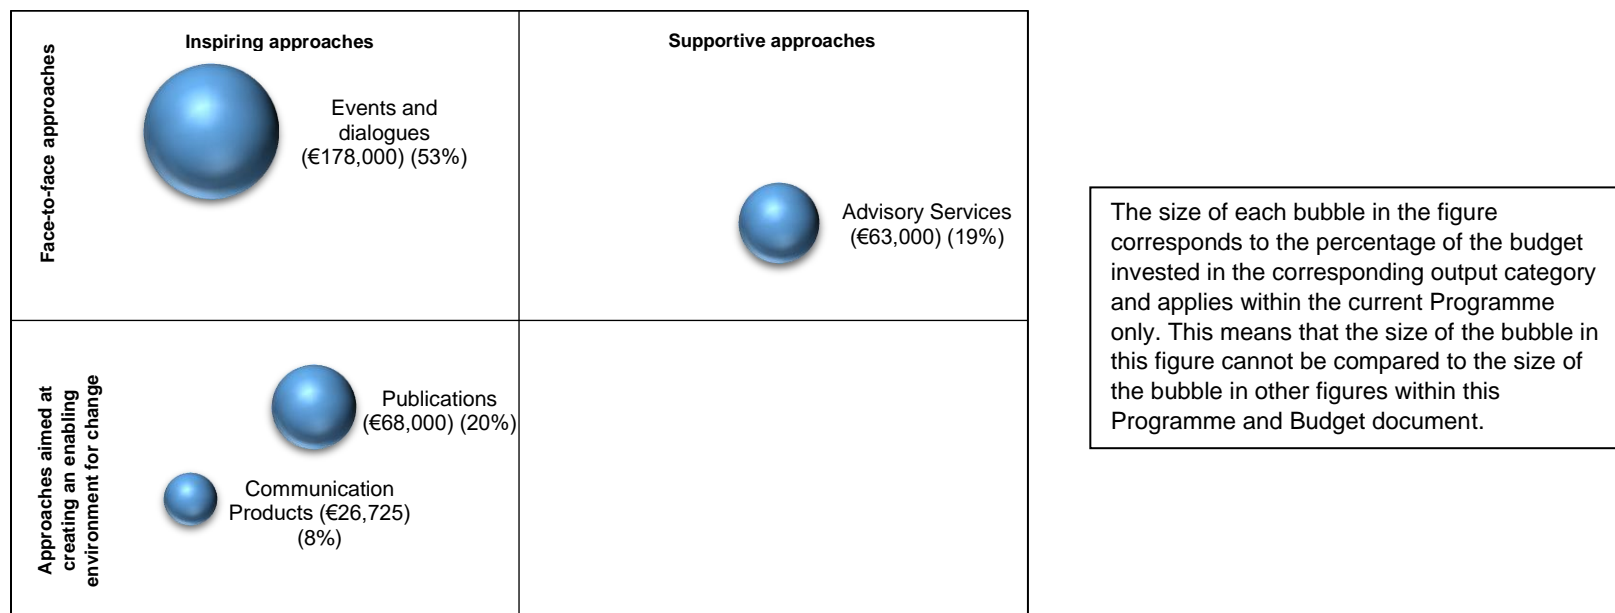 Inspiring approaches
Supportive approaches
Face-to-face approaches
Events and
dialogues
(€178,000) (53%)
Advisory Services
(€63,000) (19%)
Approaches aimed at
creating an enabling
environment for change
Publications
(€68,000) (20%)
Communication
Products (€26,725)
(8%)
The size of each bubble in the figure
corresponds to the percentage of the budget
invested in the corresponding output category
and applies within the current Programme
only. This means that the size of the bubble in
this figure cannot be compared to the size of
the bubble in other figures within this
Programme and Budget document.